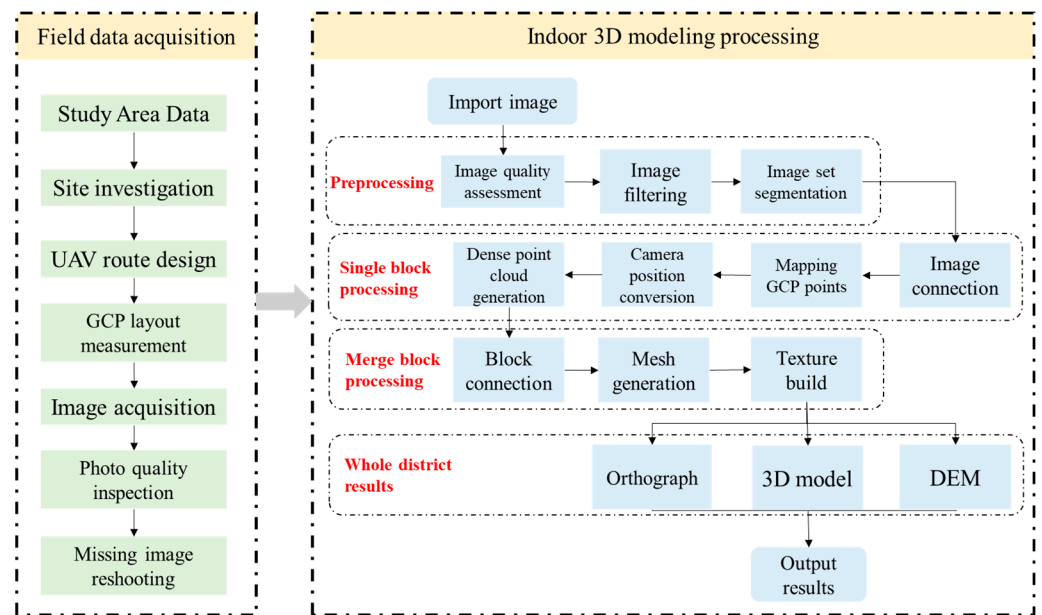 Field data acquisition
Study Area Data
Site investigation
UAV route design
GCP layout
measurement
Image acquisition
Photo quality
inspection
Missing image
reshooting
Indoor 3D modeling processing
Import image
Preprocessing
Image quality
assessment
Image
filtering
Image set
segmentation
Single block
processing
Dense point
cloud
generation
Camera
position
conversion
Mapping
GCP points
Image
connection
Merge block
processing
Block
connection
Mesh
generation
Texture
build
Whole district
results
Orthograph
3D model
DEM
Output
results